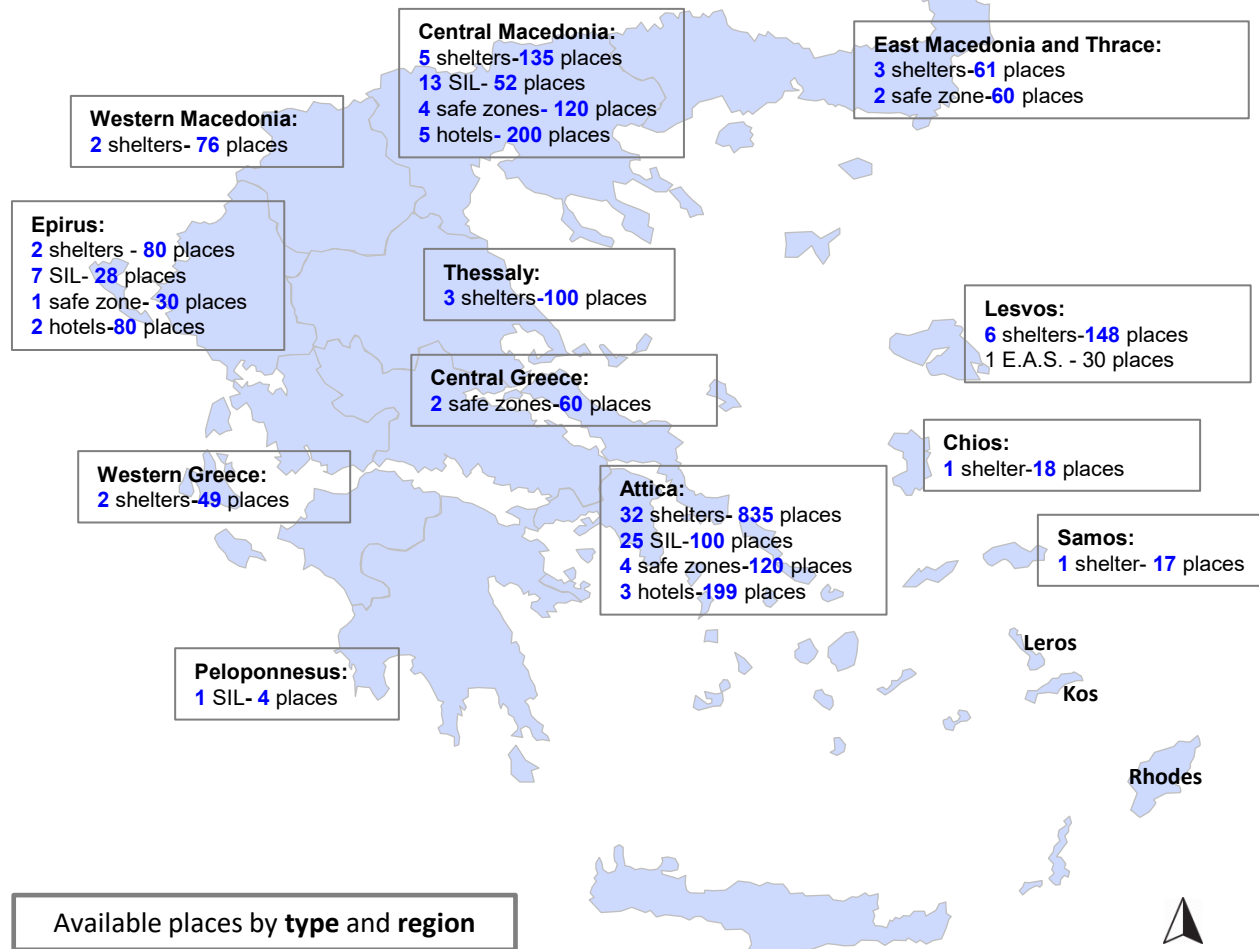 Central Macedonia:
5 shelters-135 places
13 SIL- 52 places
4 safe zones- 120 places
5 hotels- 200 places
East Macedonia and Thrace:
3 shelters-61 places
2 safe zone-60 places
Western Macedonia:
2 shelters- 76 places
Epirus:
2 shelters - 80 places
7 SIL- 28 places
1 safe zone- 30 places
2 hotels-80 places
Thessaly:
3 shelters-100 places
Lesvos:
6 shelters-148 places
1 E.A.S. - 30 places
Central Greece:
2 safe zones-60 places
Chios:
1 shelter-18 places
Western Greece:
2 shelters-49 places
Attica:
32 shelters- 835 places
25 SIL-100 places
4 safe zones-120 places
3 hotels-199 places
Samos:
1 shelter- 17 places
Leros
Kos
Peloponnesus:
1 SIL- 4 places
Rhodes
Available places by type and region